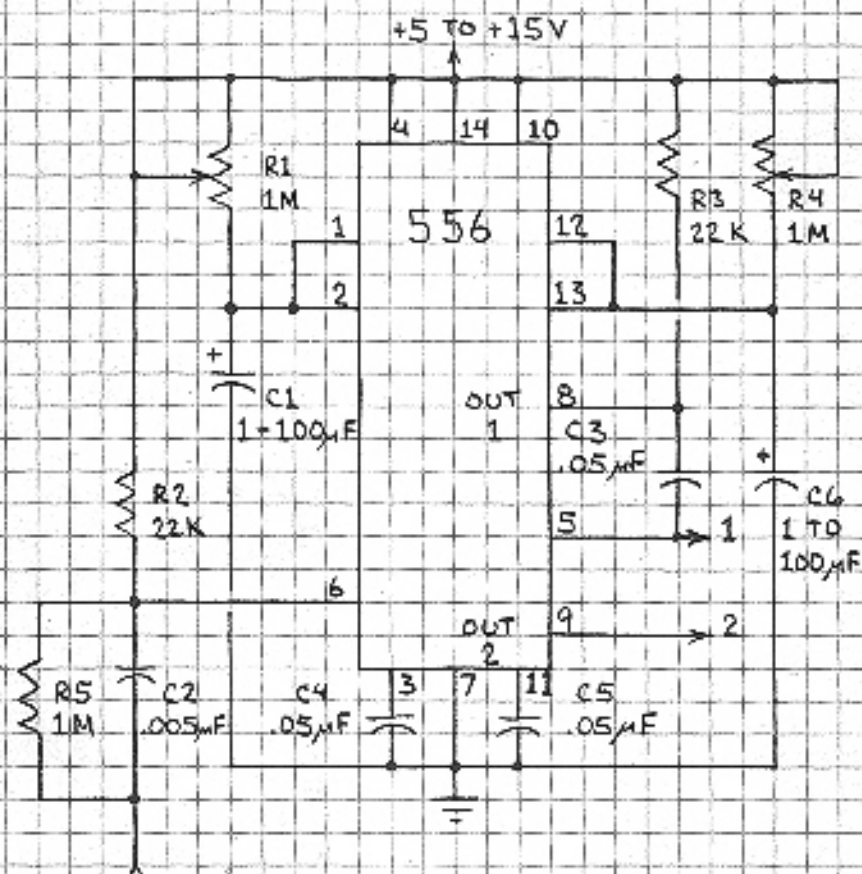 +5 TO +15V
4 14 10
R1
1M
R3
22K
R4
1M
1
556
12
2
13
+
C1
1-100µF
OUT
1
8
C3
.05µF
+
R2
22K
5
1
C6
1 TO
100µF
6
OUT
2
9
2
3 7 11
R5
1M
C2
.005µF
C4
.05µF
C5
.05µF